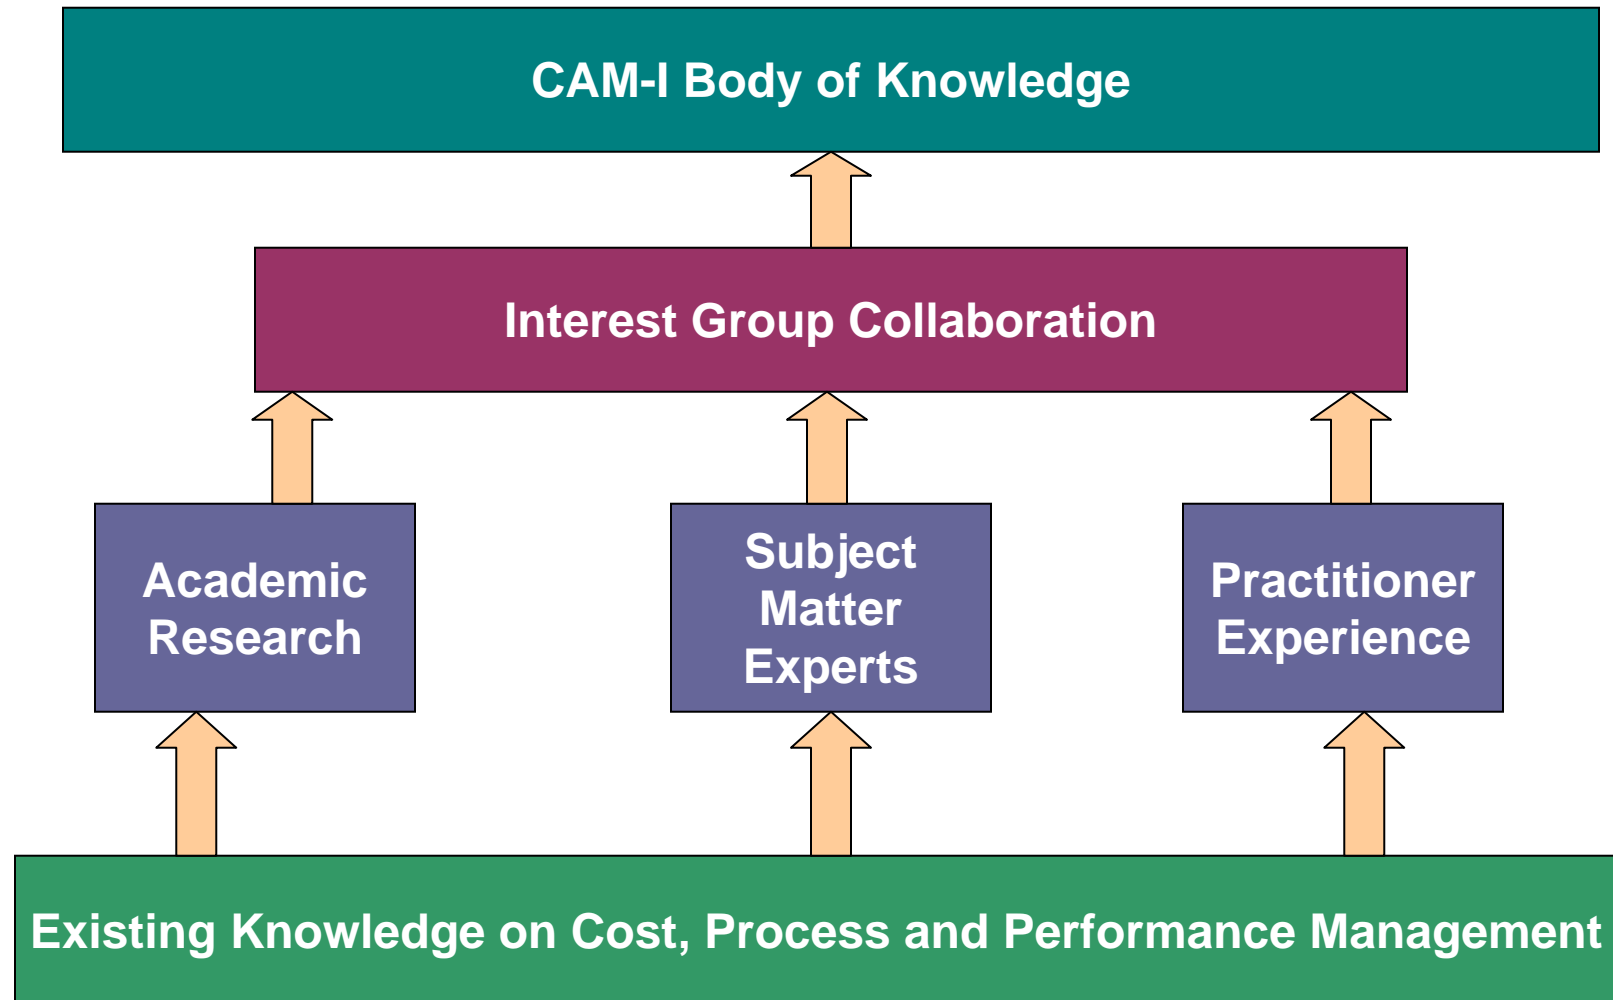 CAM-I Body of Knowledge
Interest Group Collaboration
Academic
Research
Subject
Matter
Experts
Practitioner
Experience
Existing Knowledge on Cost, Process and Performance Management